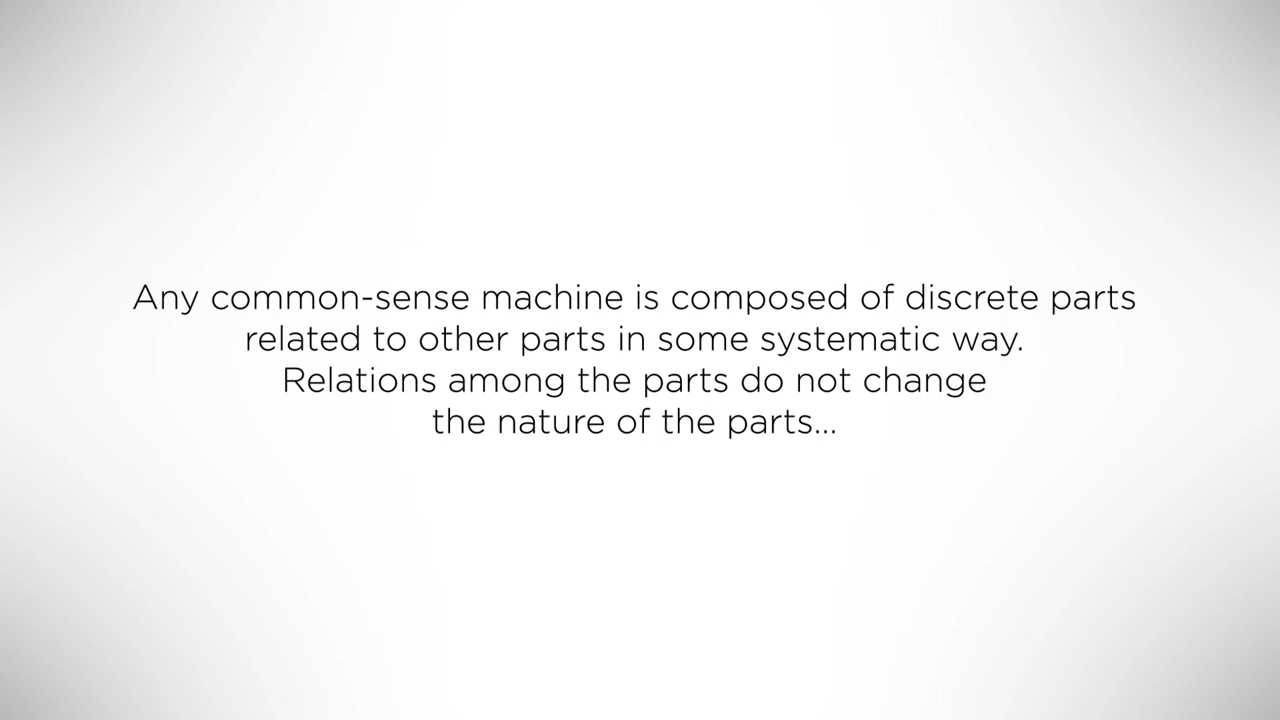 Any common-sense machine is composed of discrete parts
related to other parts in some systematic way.
Relations among the parts do not change
the nature of the parts...